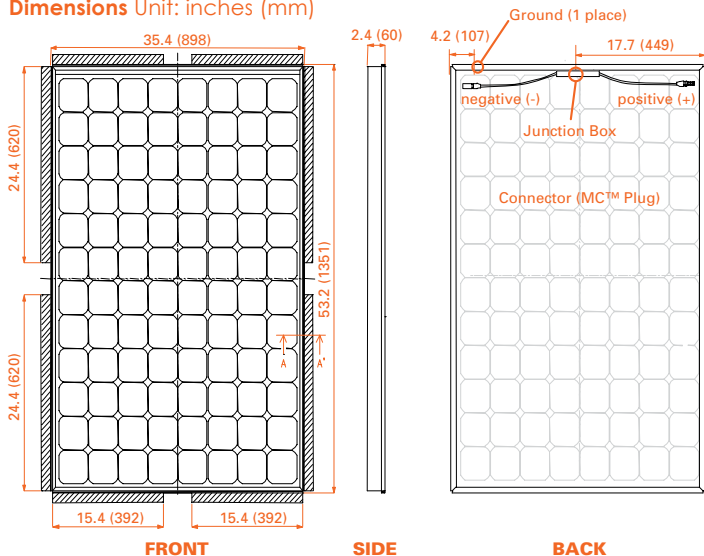 Dimensions Unit: inches (mm)
Ground (1 place)
35.4 (898)
2.4 (60)
4.2 (107)
17.7 (449)
negative (-)
positive (+)
Junction Box
24.4 (620)
Connector (MC™ Plug)
53.2 (1351)
24.4 (620)
A
A'
15.4 (392)
15.4 (392)
FRONT
SIDE
BACK